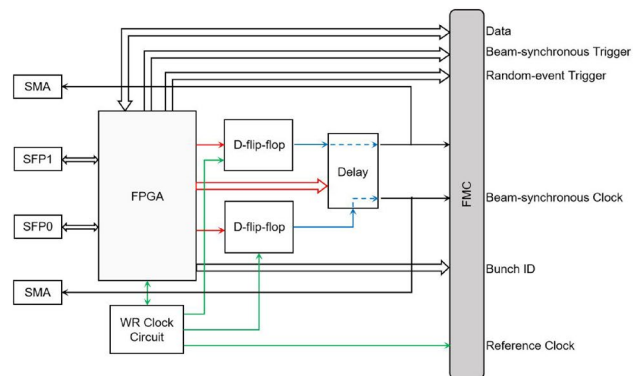 Data
Beam-synchronous Trigger
Random-event Trigger
SMA
D-flip-flop
SFP1
Delay
FPGA
FMC
Beam-synchronous Clock
SFP0
D-flip-flop
Bunch ID
SMA
WR Clock
Circuit
Reference Clock